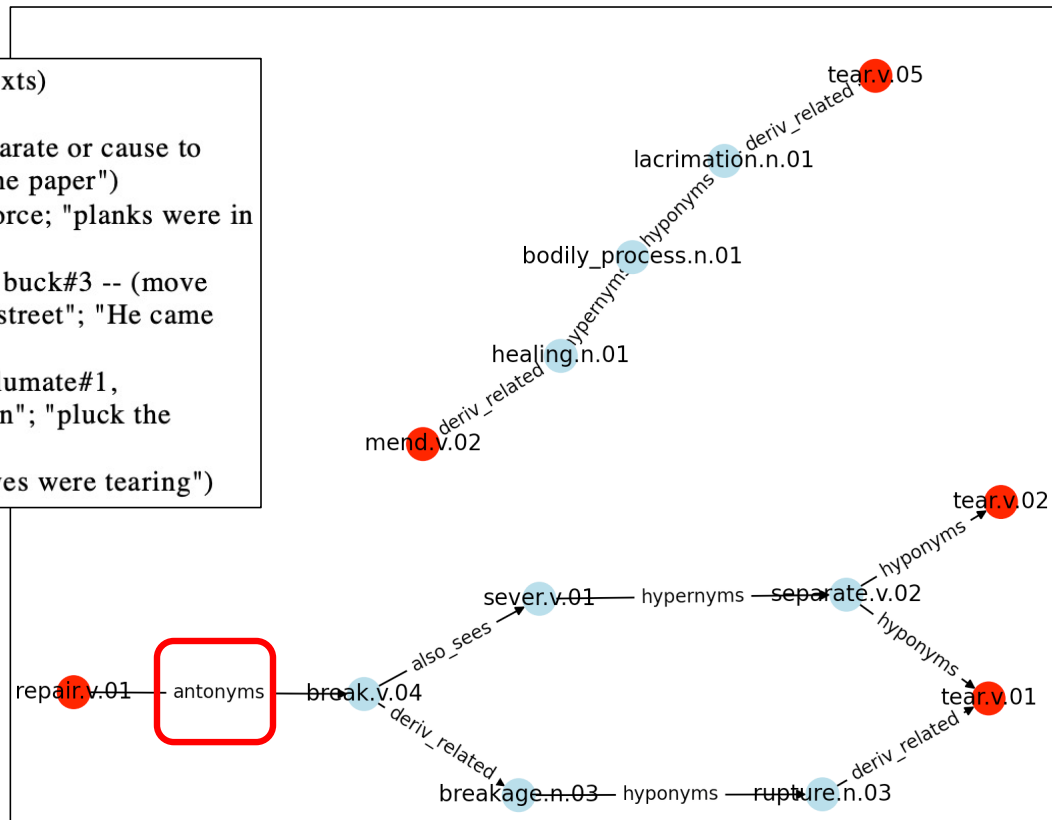 xts)
arate or cause to
ne paper")
orce; "planks were in
buck#3 -- (move
street"; "He came
lumate#1,
n"; "pluck the
ves were tearing")
tear.v.05
deriv_related
lacrimation.n.01
hyponyms
bodily_process.n.01
hypernyms
healing.n.01
deriv_related
mend.v.02
tear.v.02
hyponyms
sever.v.01
hypernyms
separate.v.02
also_sees
hyponyms
repair.v.01
antonyms
break.v.04
tear.v.01
deriv_related
deriv_related
breakage.n.03
hyponyms
rupture.n.03